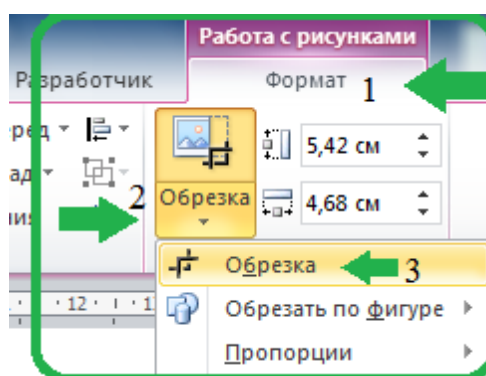 Работа с рисунками
Разработчик
Формат 1
5,42 см
2
Обрезка
4,68 см
Обрезка 3
12
Обрезать по фигуре
Пропорции